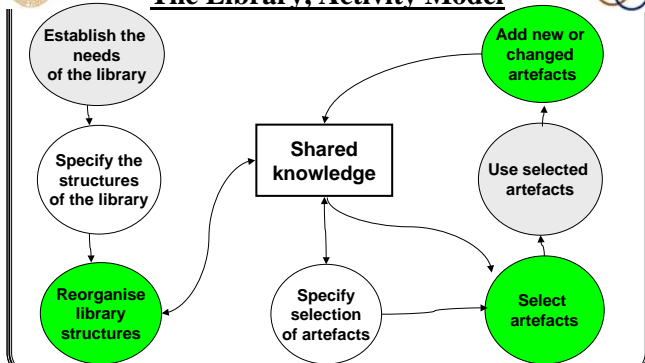 The Library, Activity Model
Establish the
needs
of the library
Add new or
changed
artefacts
Specify the
structures
of the library
Shared
knowledge
Use selected
artefacts
Reorganise
library
structures
Specify
selection
of artefacts
Select
artefacts